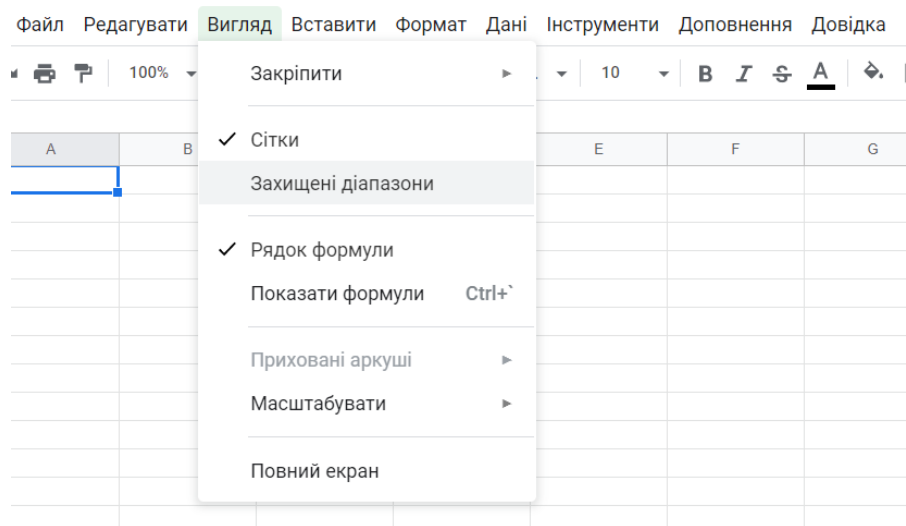 Файл Редагувати Вигляд Вставити Формат Дані Інструменти Доповнення Довідка
100% 10 B I S A
Закріпити
A B E F G
Сітки
Захищені діапазони
Рядок формули
Показати формули Ctrl+`
Приховані аркуші
Масштабувати
Повний екран